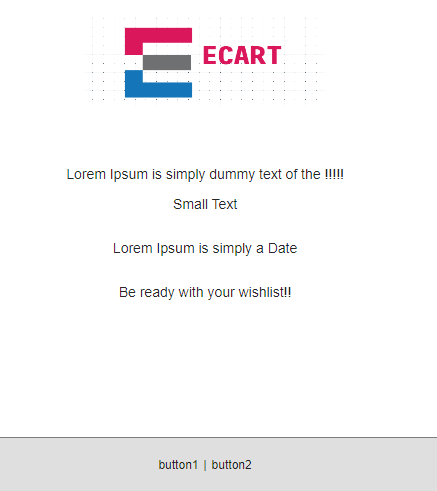 ECART
Lorem Ipsum is simply dummy text of the !!!!!
Small Text
Lorem Ipsum is simply a Date
Be ready with your wishlist!!
button1 | button2